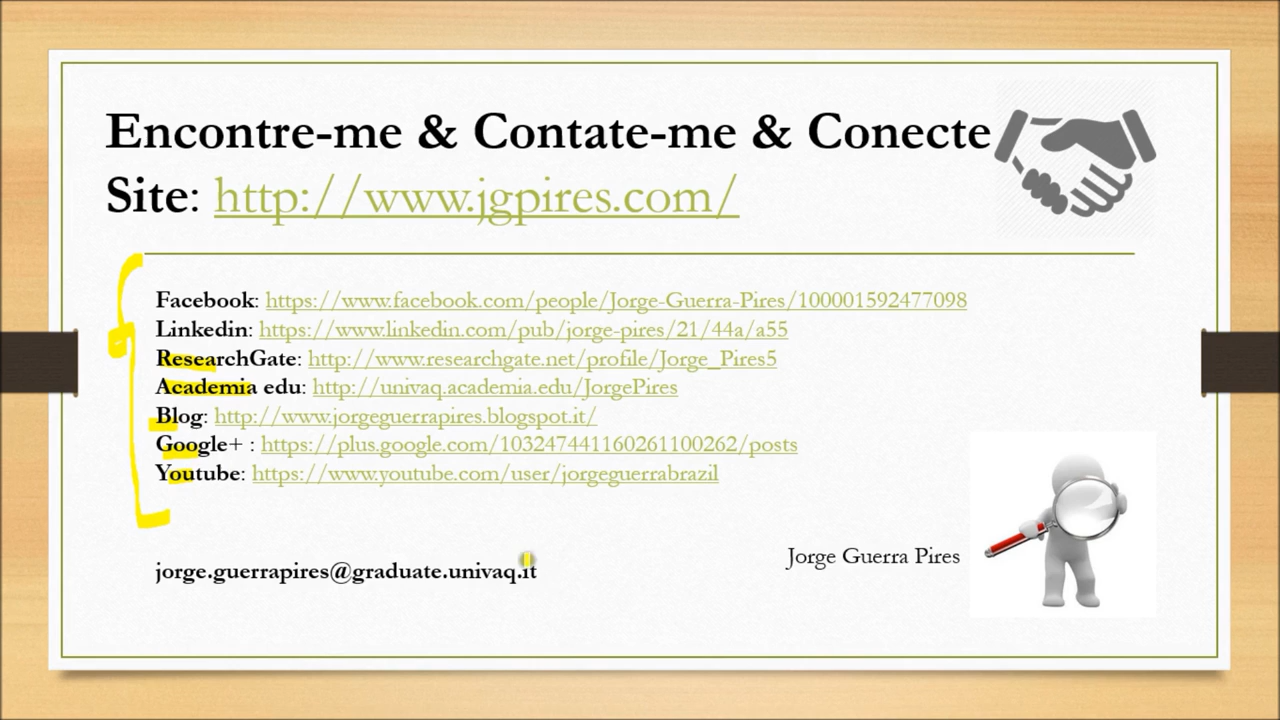 Encontre-me & Contate-me & Conecte
Site: http://www.jgpires.com/
Facebook: https://www.facebook.com/people/Jorge-Guerra-Pires/100001592477098
Linkedin: https://www.linkedin.com/pub/jorge-pires/21/44a/a55
ResearchGate: http://www.researchgate.net/profile/Jorge_Pires5
Academia edu: http://univaq.academia.edu/JorgePires
Blog: http://www.jorgeguerrapires.blogspot.it/
Google+ : https://plus.google.com/103247441160261100262/posts
Youtube: https://www.youtube.com/user/jorgeguerrabrazil
jorge.guerrapires@graduate.univaq.it
Jorge Guerra Pires